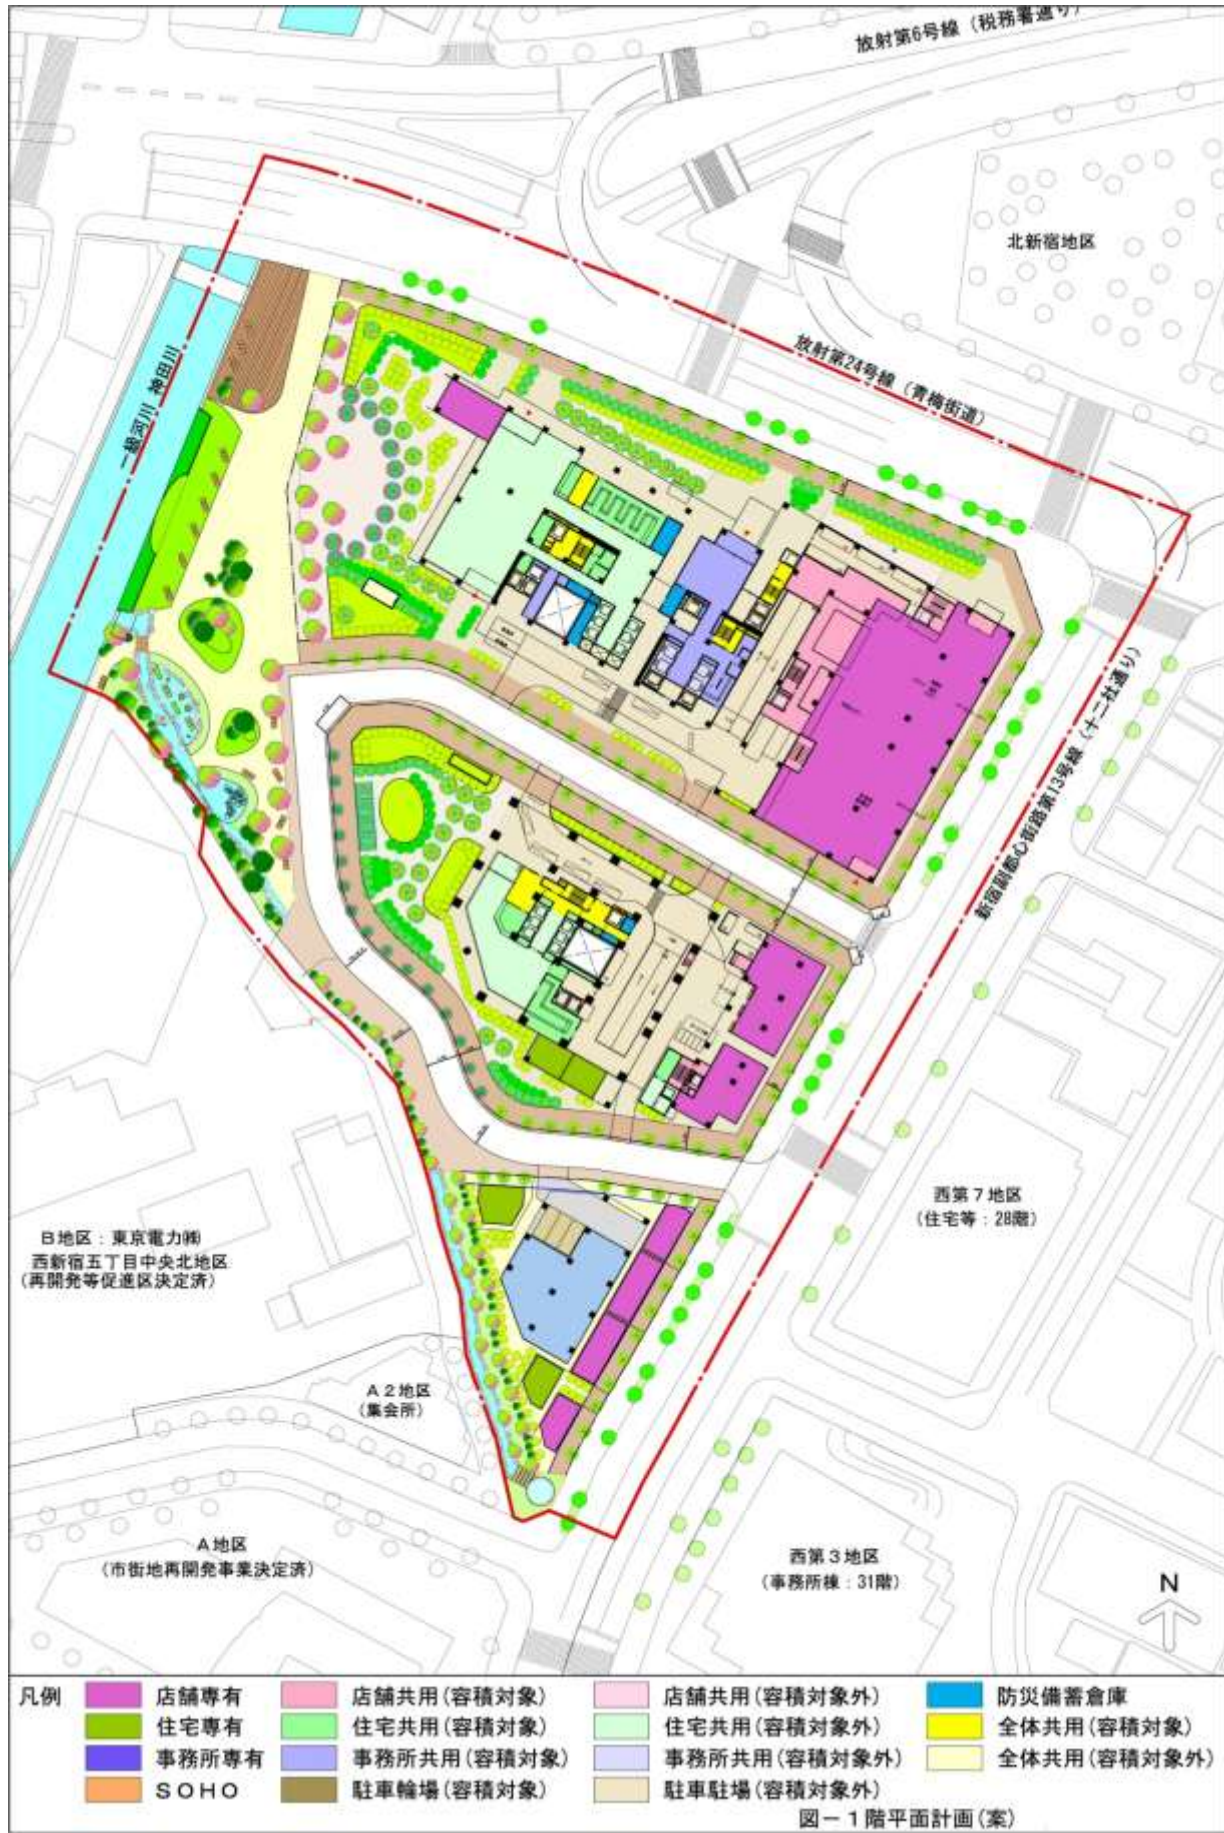 放射第6号線（税務署通り）
北新宿地区
放射第24号線（青梅街道）
一級河川 神田川
新宿副都心街路第13号線（十二社通り）
西第７地区
（住宅等：28階）
B地区：東京電力㈱
西新宿五丁目中央北地区
（再開発等促進区決定済）
A２地区
（集会所）
A地区
（市街地再開発事業決定済）
西第３地区
（事務所棟：31階）
N
凡例
店舗専有
店舗共用(容積対象)
店舗共用(容積対象外)
防災備蓄倉庫
住宅専有
住宅共用(容積対象)
住宅共用(容積対象外)
全体共用(容積対象)
事務所専有
事務所共用(容積対象)
事務所共用(容積対象外)
全体共用(容積対象外)
ＳＯＨＯ
駐車輪場(容積対象)
駐車駐場(容積対象外)
図－１階平面計画(案)